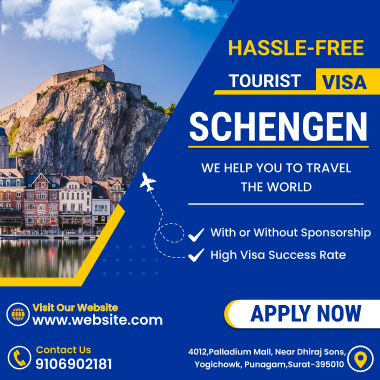 HASSLE-FREE
TOURIST VISA
SCHENGEN
WE HELP YOU TO TRAVEL
THE WORLD
With or Without Sponsorship
High Visa Success Rate
Visit Our Website
www.website.com
APPLY NOW
Contact Us
9106902181
4012,Palladium Mall, Near Dhiraj Sons,
Yogichowk, Punagam,Surat-395010